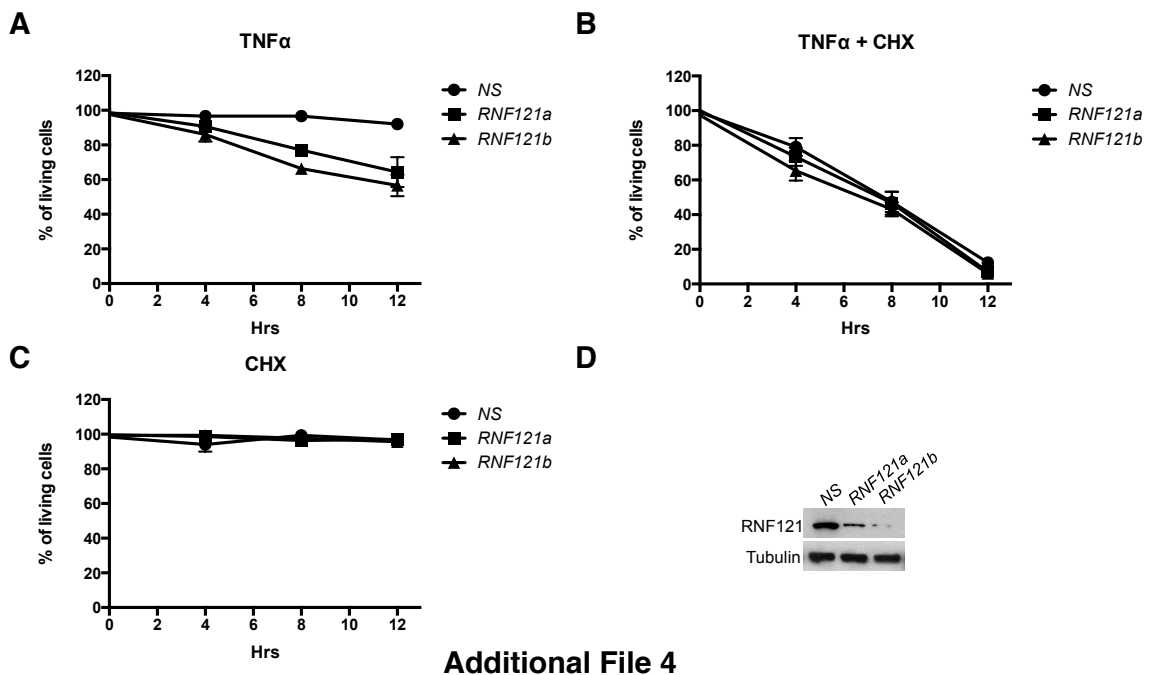 A
TNFα
% of living cells
120
100
80
60
40
20
0
0 2 4 6 8 10 12
Hrs
NS
RNF121a
RNF121b
B
TNFα + CHX
% of living cells
120
100
80
60
40
20
0
0 2 4 6 8 10 12
Hrs
NS
RNF121a
RNF121b
C
CHX
% of living cells
120
100
80
60
40
20
0
0 2 4 6 8 10 12
Hrs
NS
RNF121a
RNF121b
D
NS
RNF121a
RNF121b
RNF121
Tubulin
Additional File 4